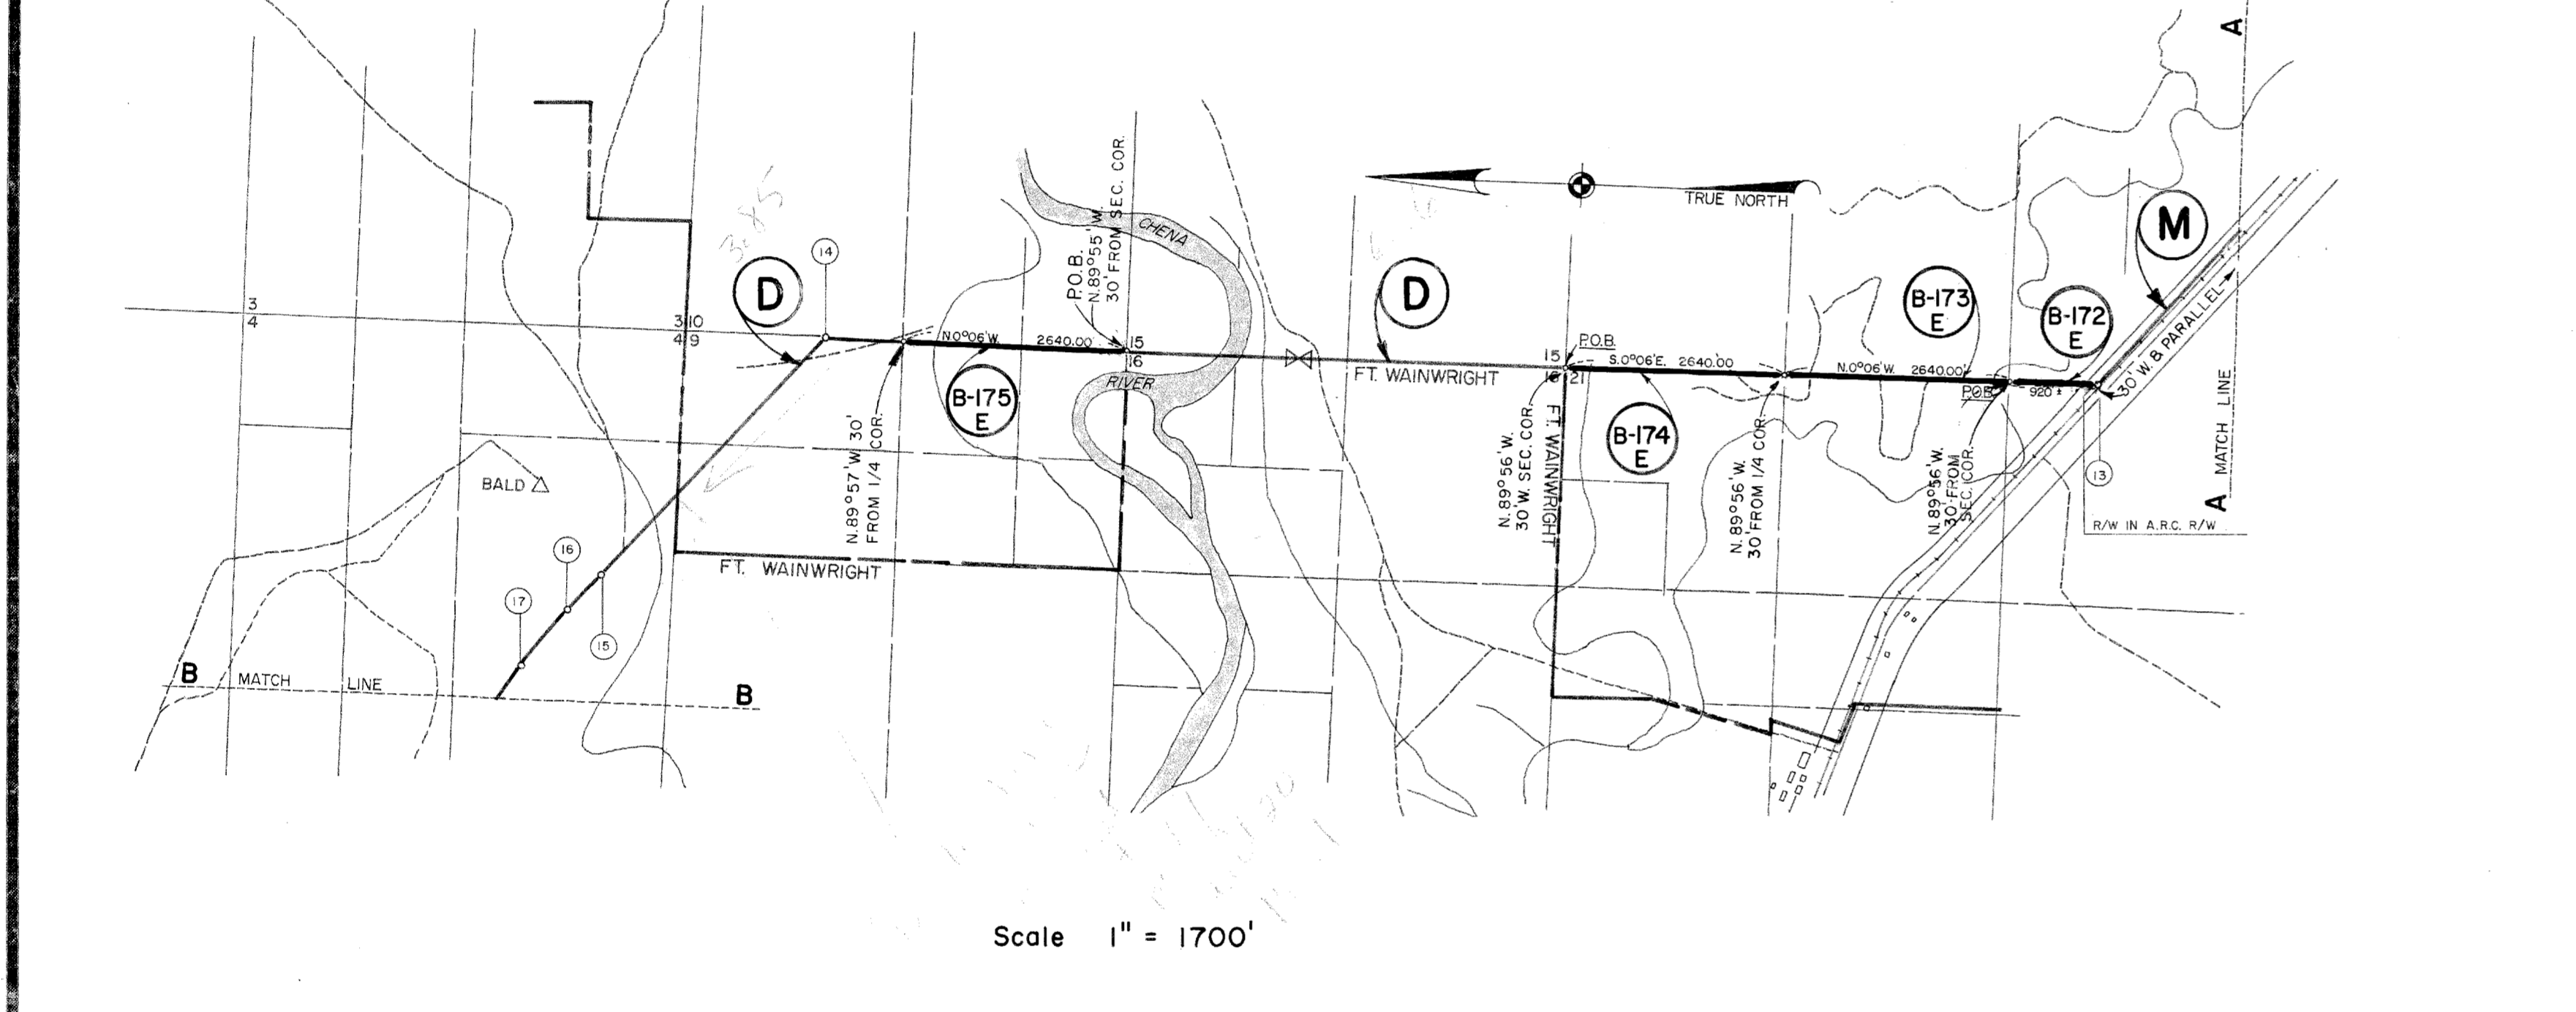 A
TRUE NORTH
CHENA
M
3.85
14
D
P.O.B.
N.89°55'W.
30' FROM SEC. COR.
D
B-173
E
B-172
E
30' W. & PARALLEL
3
4
3 10
4 9
N.0°06'W. 2640.00'
15
16
15
16 21
P.O.B.
S.0°06'E. 2640.00'
N.0°06'W. 2640.00'
P.O.B.
920'±
RIVER
FT. WAINWRIGHT
B-175
E
B-174
E
N.89°57'W 30'
FROM 1/4 COR.
N.89°56'W.
30'W. SEC. COR.
FT. WAINWRIGHT
N.89°56'W.
30' FROM 1/4 COR.
N.89°56'W.
30' FROM
SEC. COR.
13
MATCH LINE
A
R/W IN A.R.C. R/W
BALD
16
FT. WAINWRIGHT
17
15
B MATCH LINE B
Scale 1" = 1700'